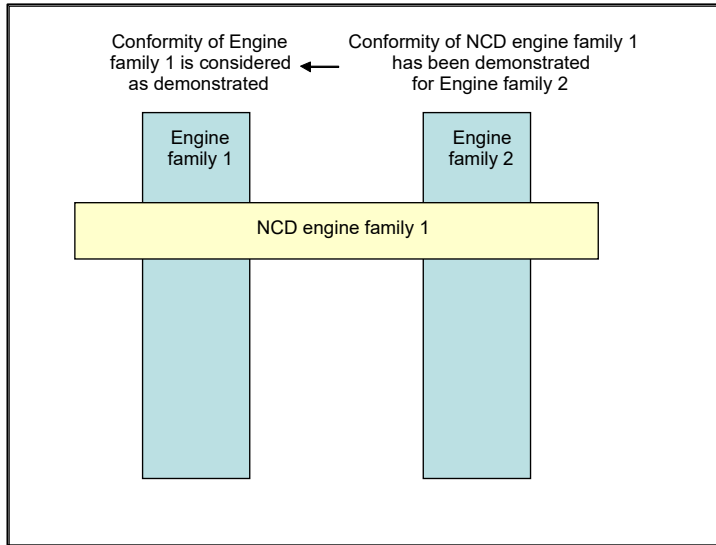 Conformity of Engine
family 1 is considered
as demonstrated
Conformity of NCD engine family 1
has been demonstrated
for Engine family 2
Engine
family 1
Engine
family 2
NCD engine family 1